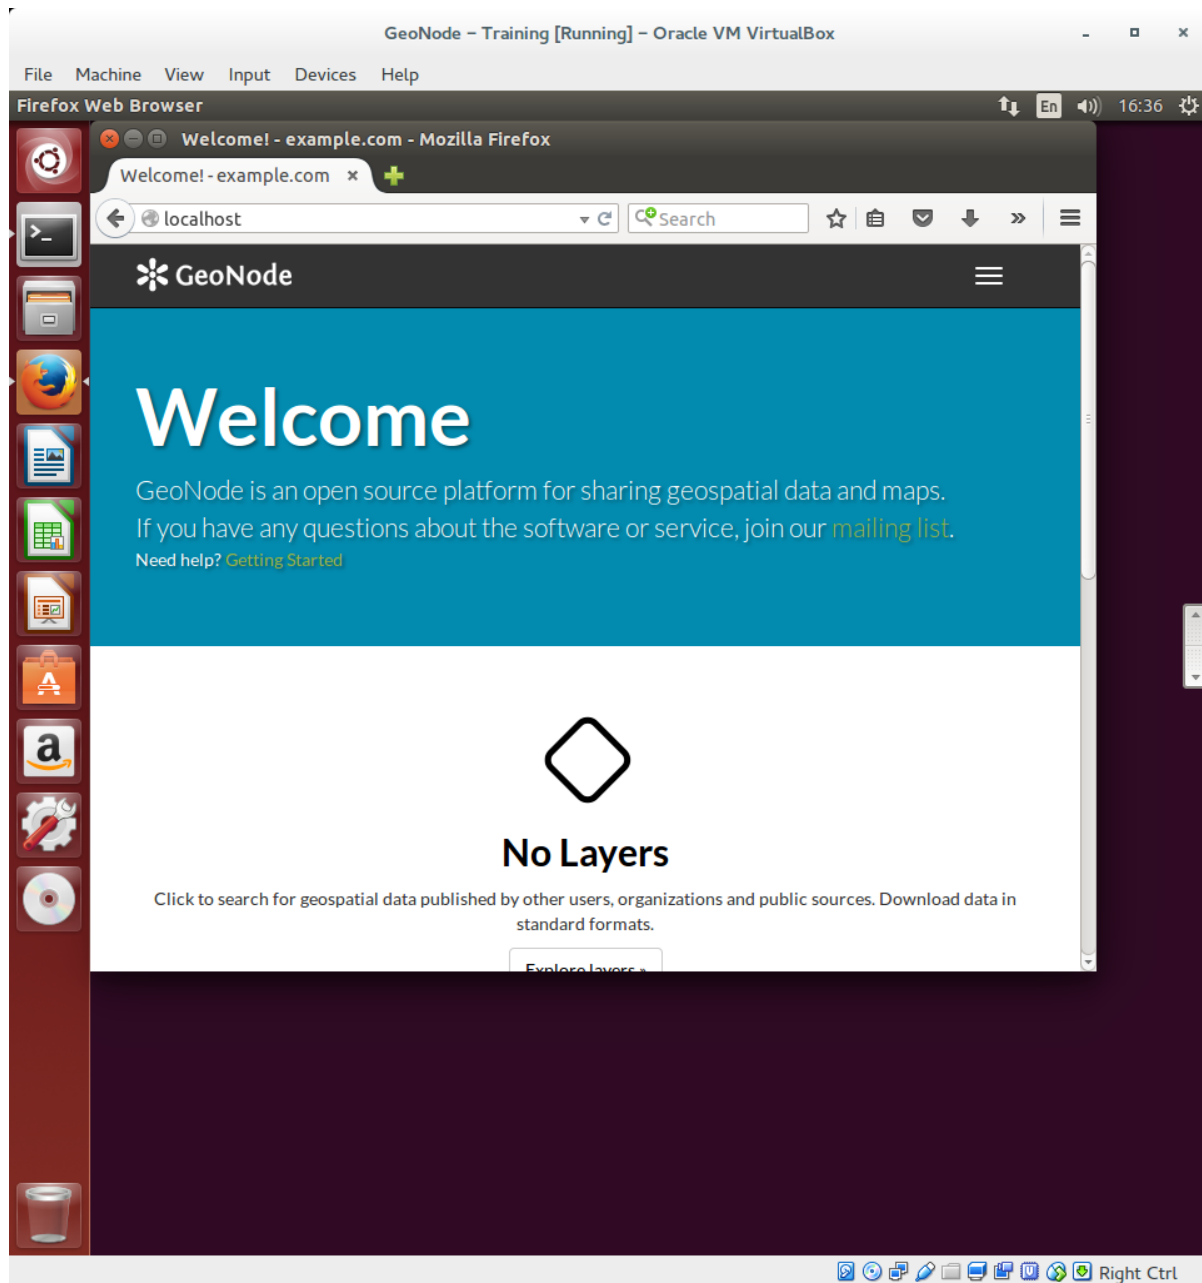 GeoNode – Training [Running] – Oracle VM VirtualBox
File Machine View Input Devices Help
Firefox Web Browser En 16:36
Welcome! - example.com - Mozilla Firefox
Welcome! - example.com
localhost Search
GeoNode
Welcome
GeoNode is an open source platform for sharing geospatial data and maps.
If you have any questions about the software or service, join our mailing list.
Need help? Getting Started
No Layers
Click to search for geospatial data published by other users, organizations and public sources. Download data in
standard formats.
Explore layers »
Right Ctrl